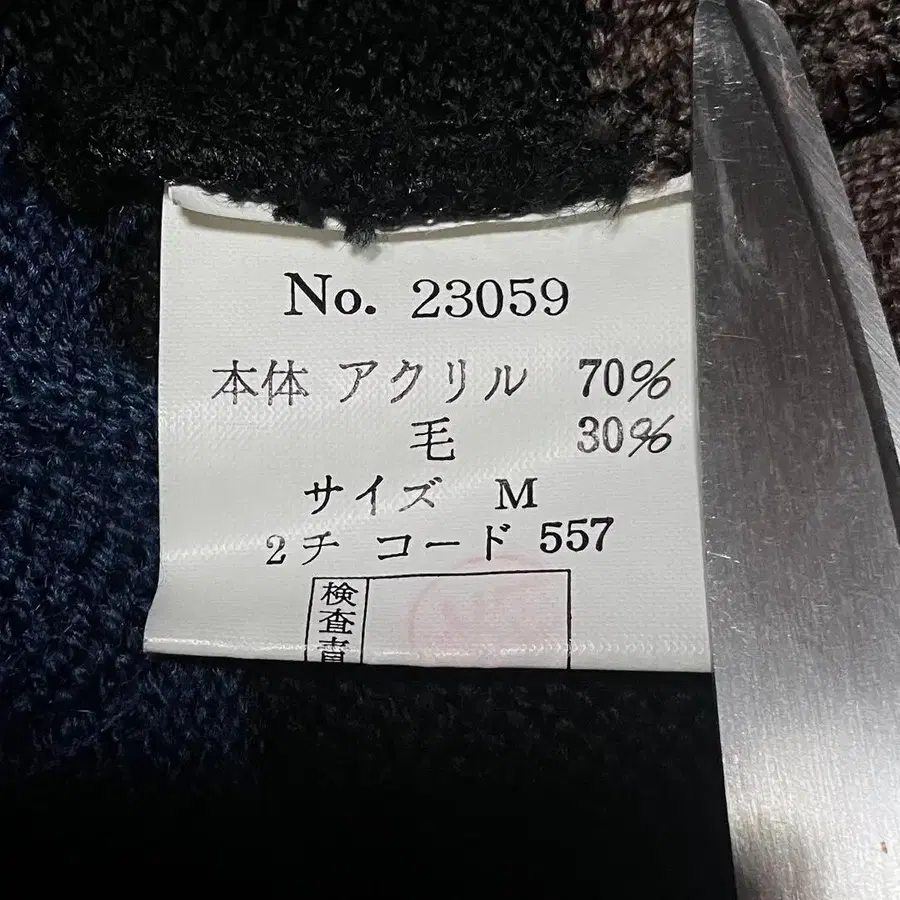 No. 23059
本体 アクリル 70%
毛 30%
サイズ M
2チ コード 557
検査